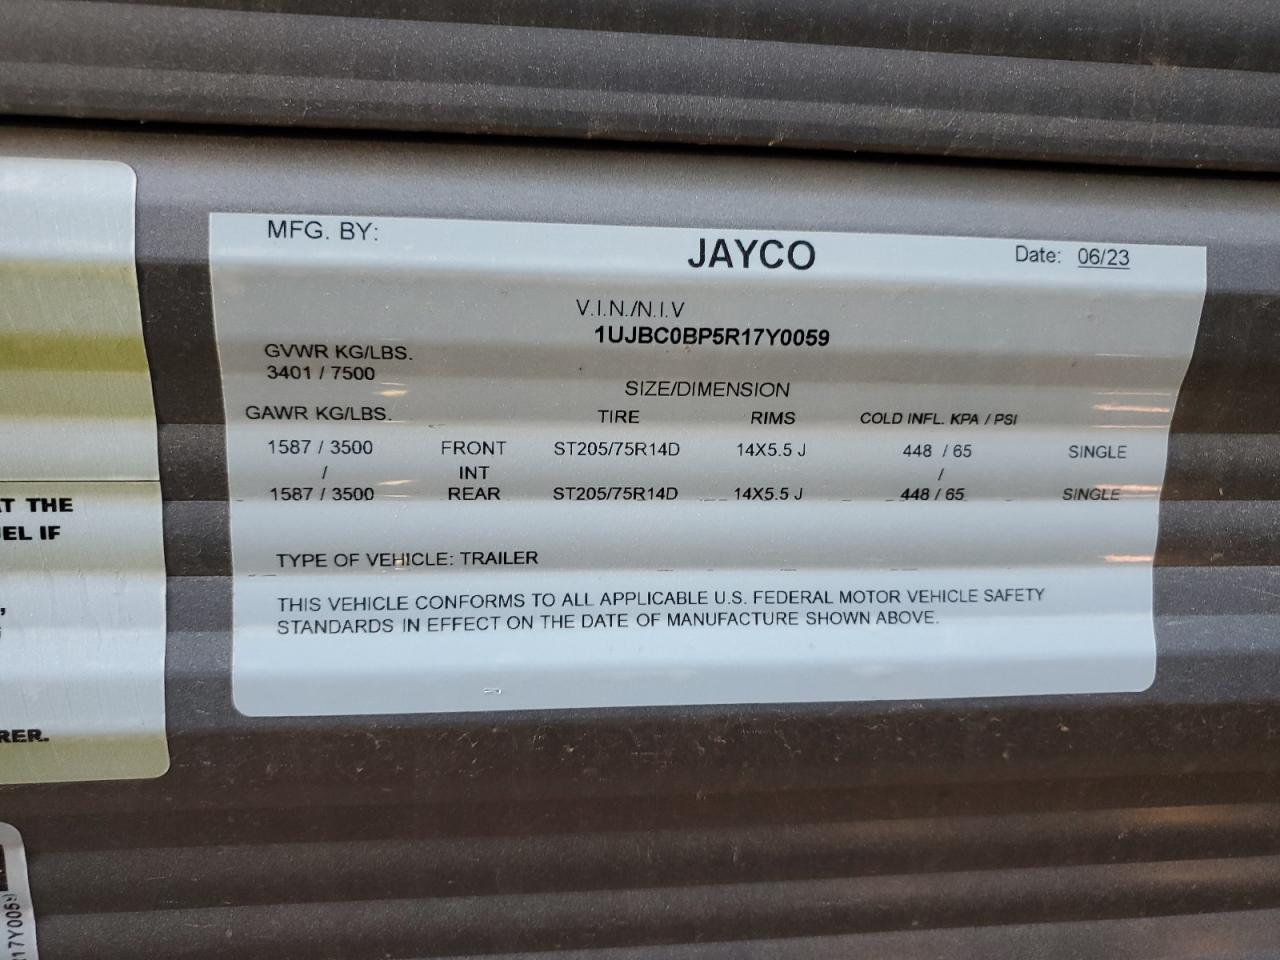 MFG. BY:
JAYCO
Date: 06/23
V.I.N./N.I.V
1UJBC0BP5R17Y0059
GVWR KG/LBS.
3401 / 7500
SIZE/DIMENSION
GAWR KG/LBS. TIRE RIMS COLD INFL. KPA / PSI
1587 / 3500 FRONT ST205/75R14D 14X5.5 J 448 / 65 SINGLE
/ INT /
1587 / 3500 REAR ST205/75R14D 14X5.5 J 448 / 65 SINGLE
TYPE OF VEHICLE: TRAILER
THIS VEHICLE CONFORMS TO ALL APPLICABLE U.S. FEDERAL MOTOR VEHICLE SAFETY
STANDARDS IN EFFECT ON THE DATE OF MANUFACTURE SHOWN ABOVE.
AT THE
UEL IF
RER.
17Y0059